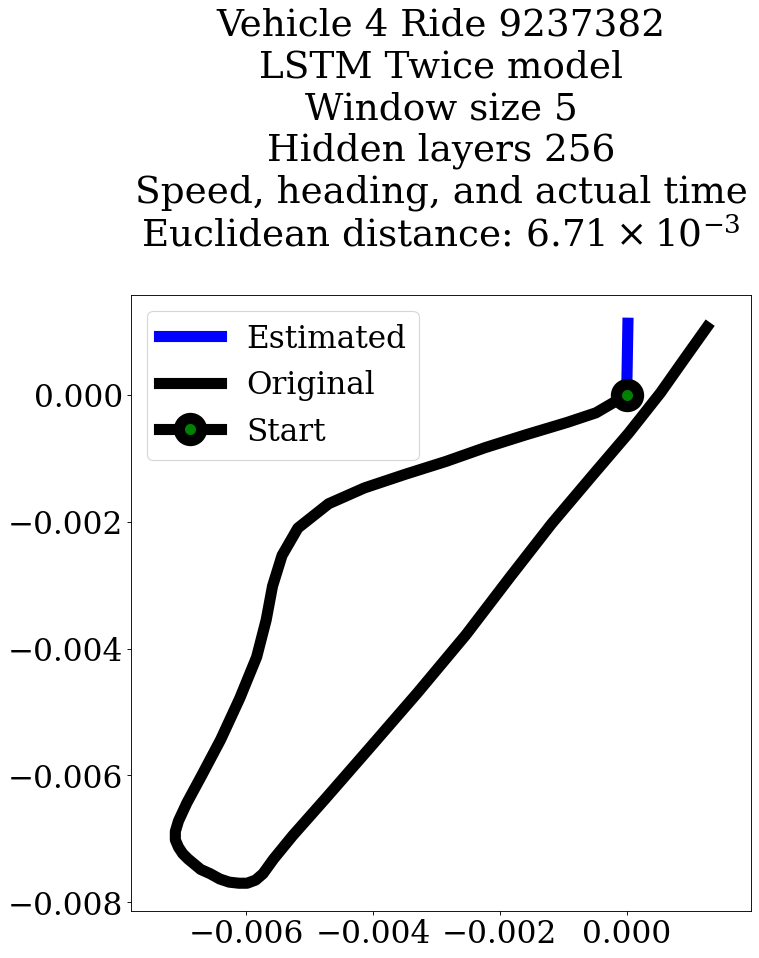 Vehicle 4 Ride 9237382
LSTM Twice model
Window size 5
Hidden layers 256
Speed, heading, and actual time
Euclidean distance: 6.71 × 10⁻³
Estimated
Original
Start
0.000
−0.002
−0.004
−0.006
−0.008
−0.006 −0.004 −0.002 0.000